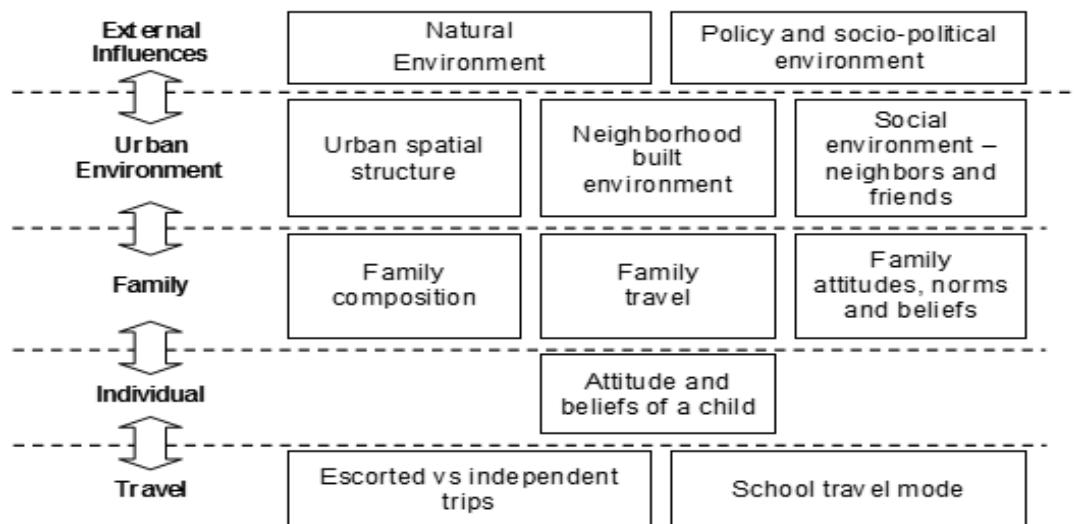 External
Influences
Natural
Environment
Policy and socio-political
environment
Urban
Environment
Urban spatial
structure
Neighborhood
built
environment
Social
environment –
neighbors and
friends
Family
Family
composition
Family
travel
Family
attitudes, norms
and beliefs
Individual
Attitude and
beliefs of a child
Travel
Escorted vs independent
trips
School travel mode